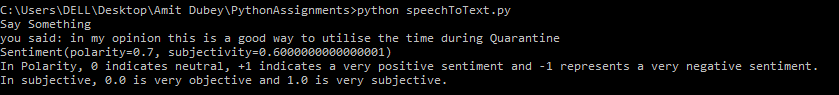 C:\Users\DELL\Desktop\Amit Dubey\PythonAssignments>python speechToText.py
Say Something
you said: in my opinion this is a good way to utilise the time during Quarantine
Sentiment(polarity=0.7, subjectivity=0.6000000000000001)
In Polarity, 0 indicates neutral, +1 indicates a very positive sentiment and -1 represents a very negative sentiment.
In subjective, 0.0 is very objective and 1.0 is very subjective.